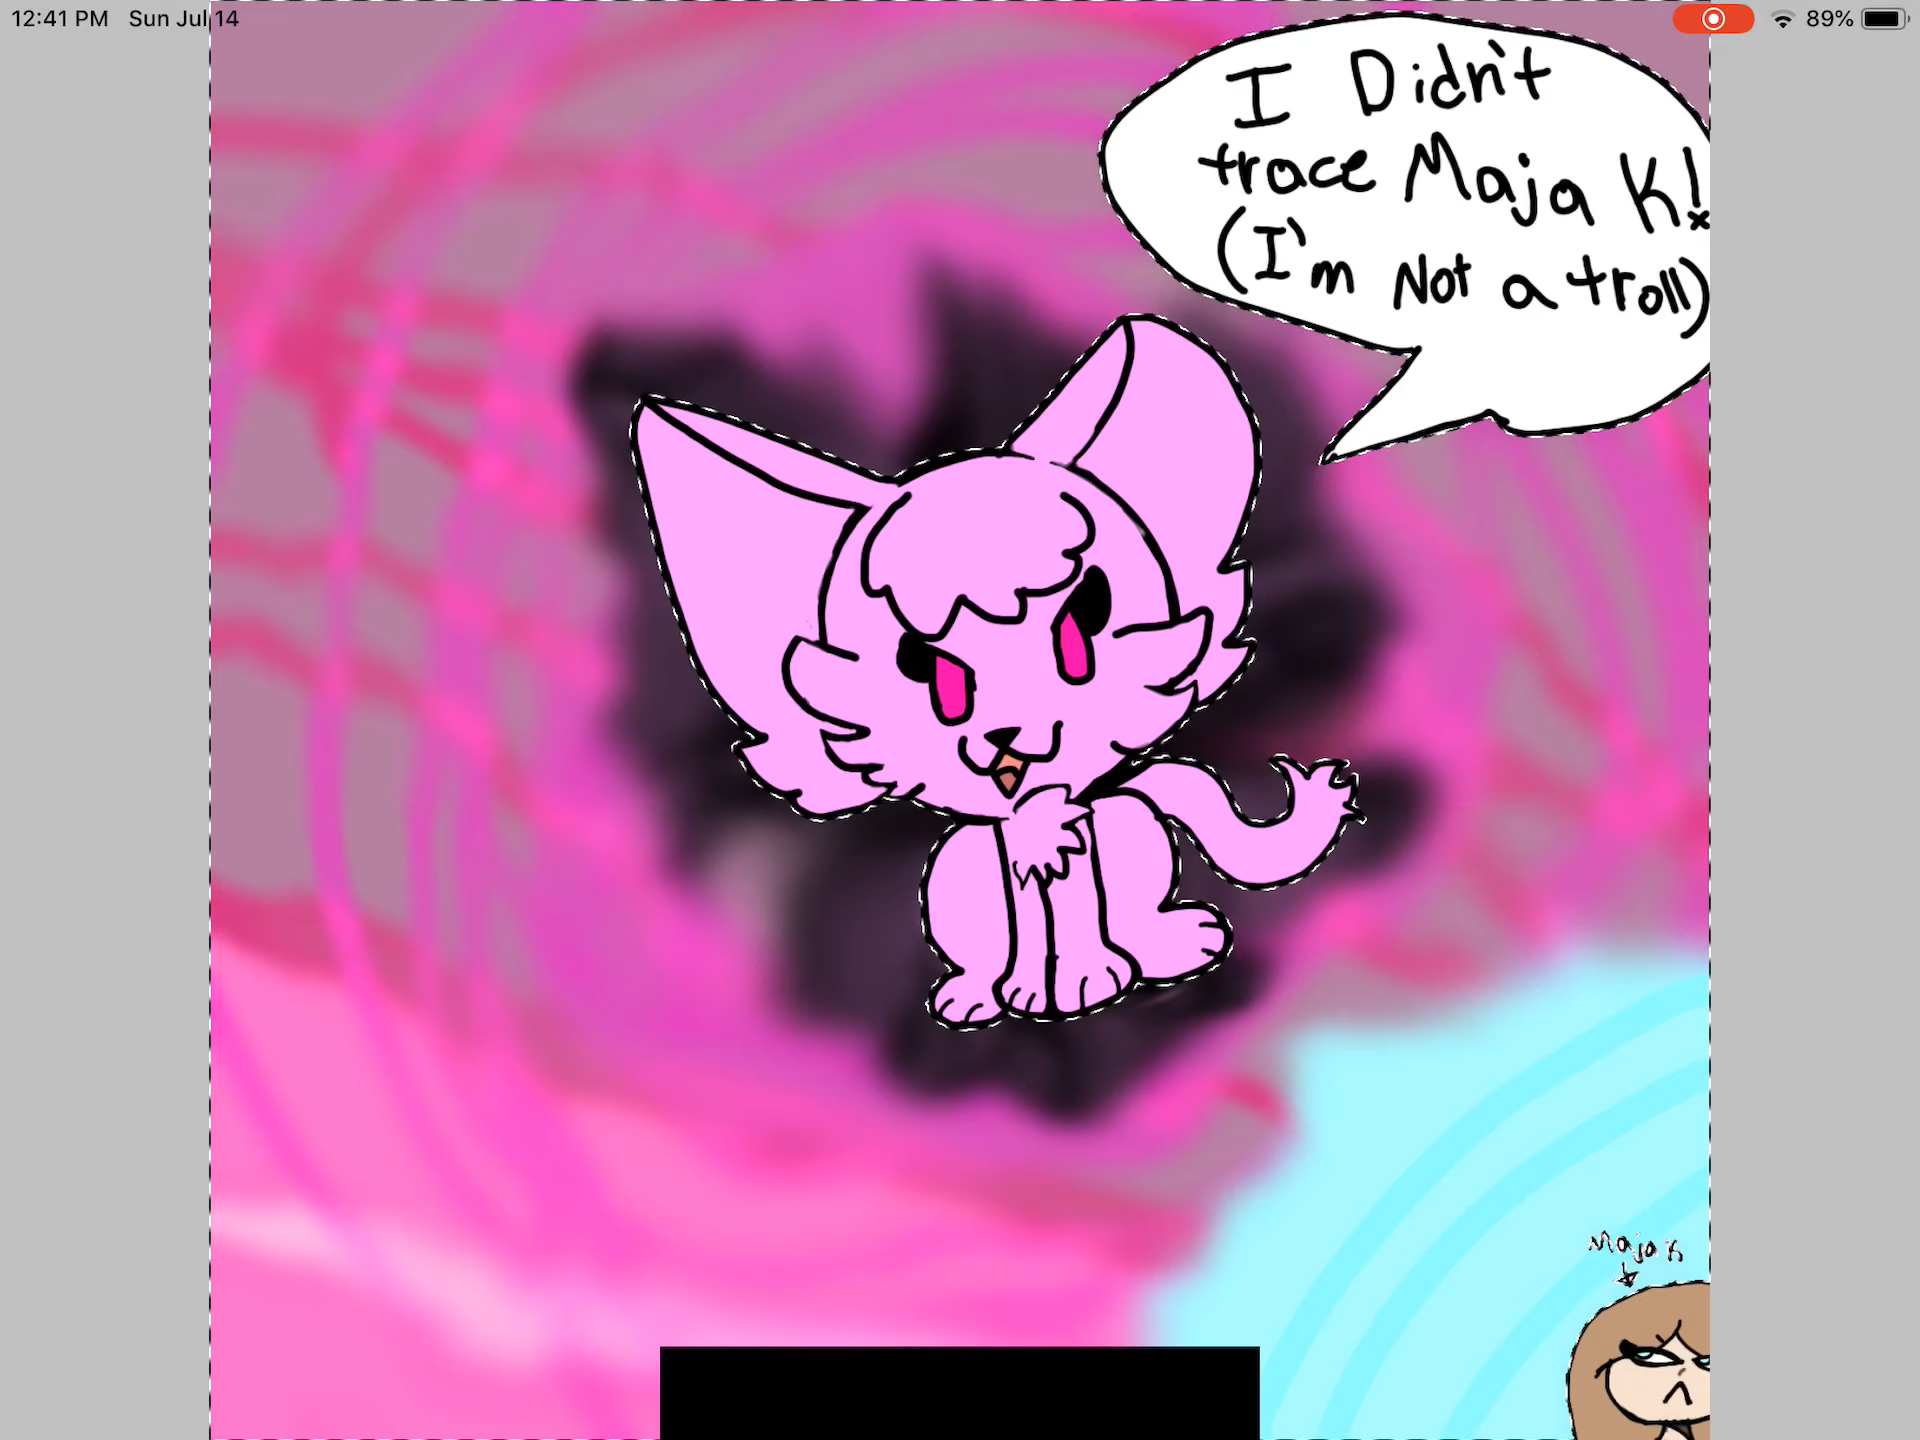 12:41 PM Sun Jul 14
89%
I Didn't
trace Maja K!
(I'm Not a troll)
Maja K